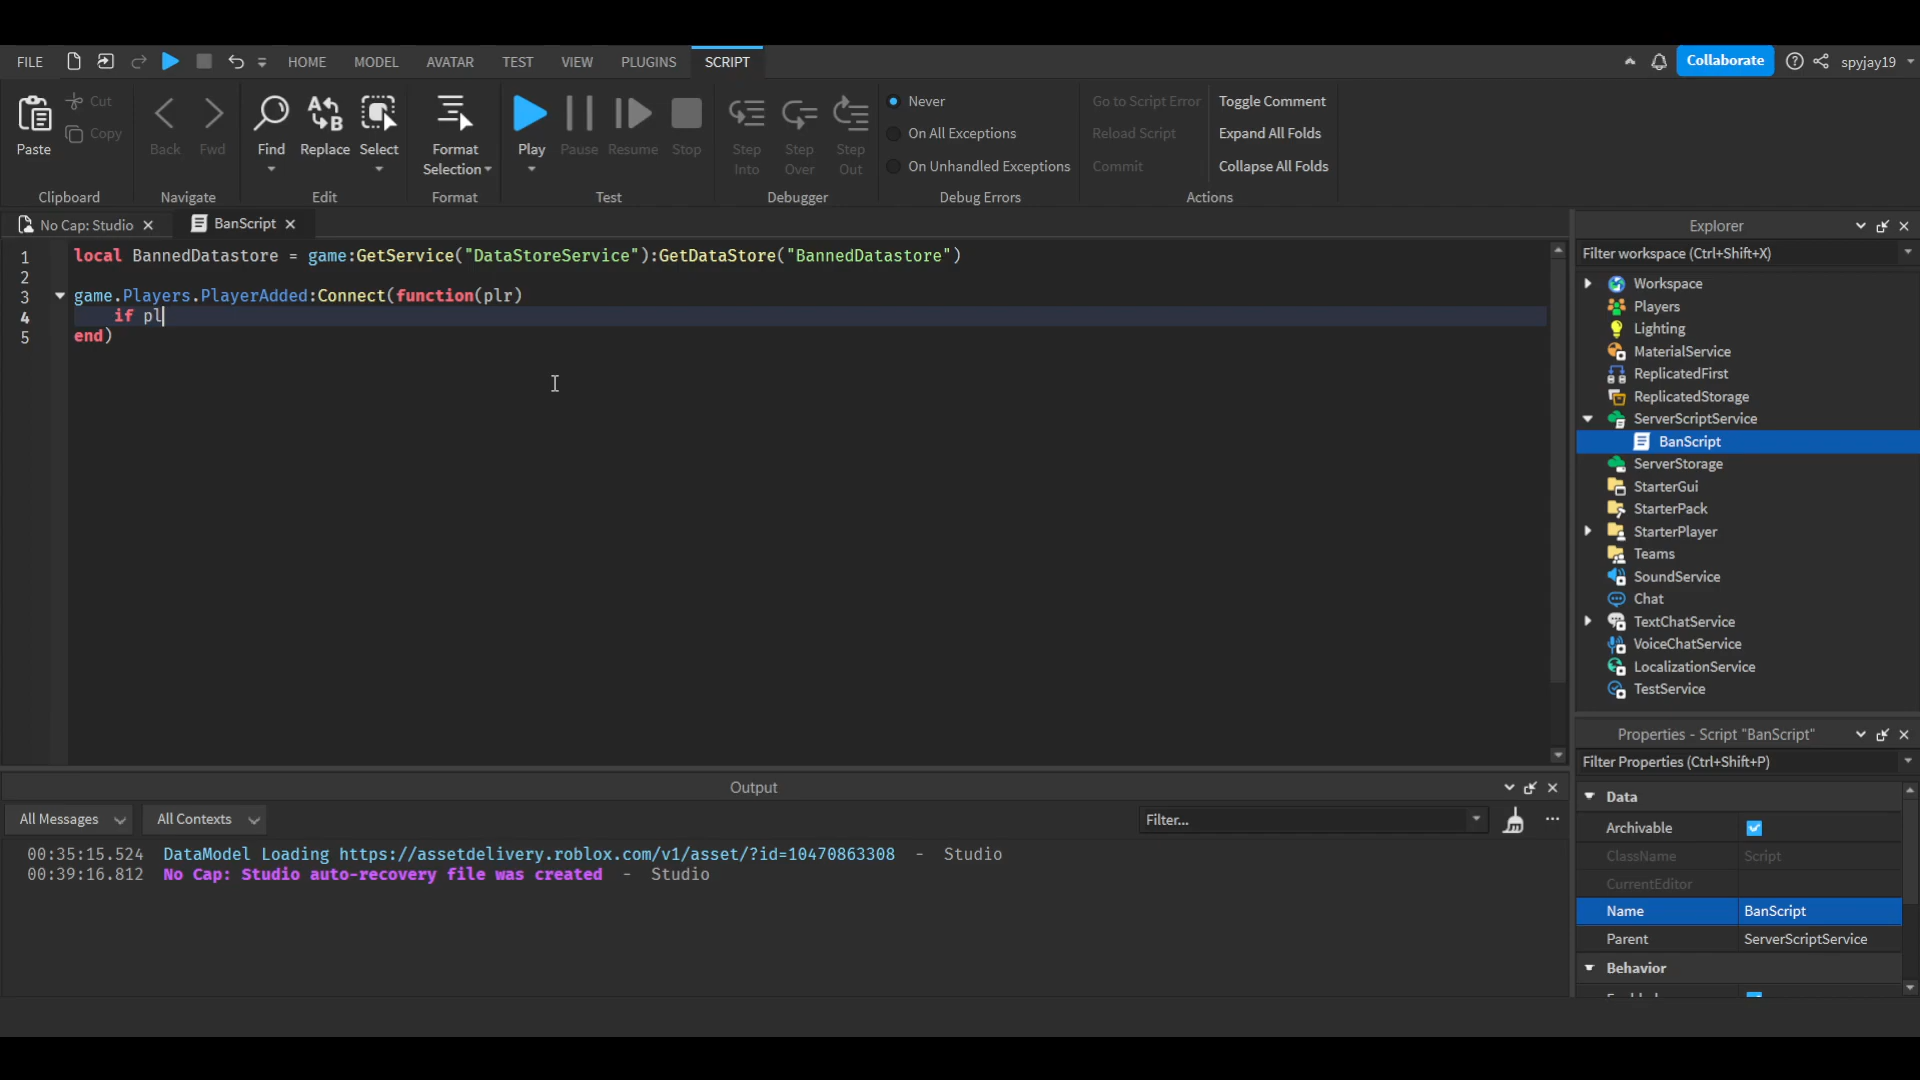 FILE HOME MODEL AVATAR TEST VIEW PLUGINS SCRIPT Collaborate spyjay19
Paste Cut Copy
Clipboard
Back Fwd
Navigate
Find Replace Select
Edit
Format Selection
Format
Play Pause Resume Stop
Test
Step Into Step Over Step Out
Debugger
Never
On All Exceptions
On Unhandled Exceptions
Debug Errors
Go to Script Error
Reload Script
Commit
Toggle Comment
Expand All Folds
Collapse All Folds
Actions
No Cap: Studio BanScript
1 local BannedDatastore = game:GetService("DataStoreService"):GetDataStore("BannedDatastore")
2
3 game.Players.PlayerAdded:Connect(function(plr)
4 if pl
5 end)
Explorer
Filter workspace (Ctrl+Shift+X)
Workspace
Players
Lighting
MaterialService
ReplicatedFirst
ReplicatedStorage
ServerScriptService
BanScript
ServerStorage
StarterGui
StarterPack
StarterPlayer
Teams
SoundService
Chat
TextChatService
VoiceChatService
LocalizationService
TestService
Properties - Script "BanScript"
Filter Properties (Ctrl+Shift+P)
Data
Archivable
ClassName Script
CurrentEditor
Name BanScript
Parent ServerScriptService
Behavior
Output
All Messages All Contexts Filter...
00:35:15.524 DataModel Loading https://assetdelivery.roblox.com/v1/asset/?id=10470863308 - Studio
00:39:16.812 No Cap: Studio auto-recovery file was created - Studio